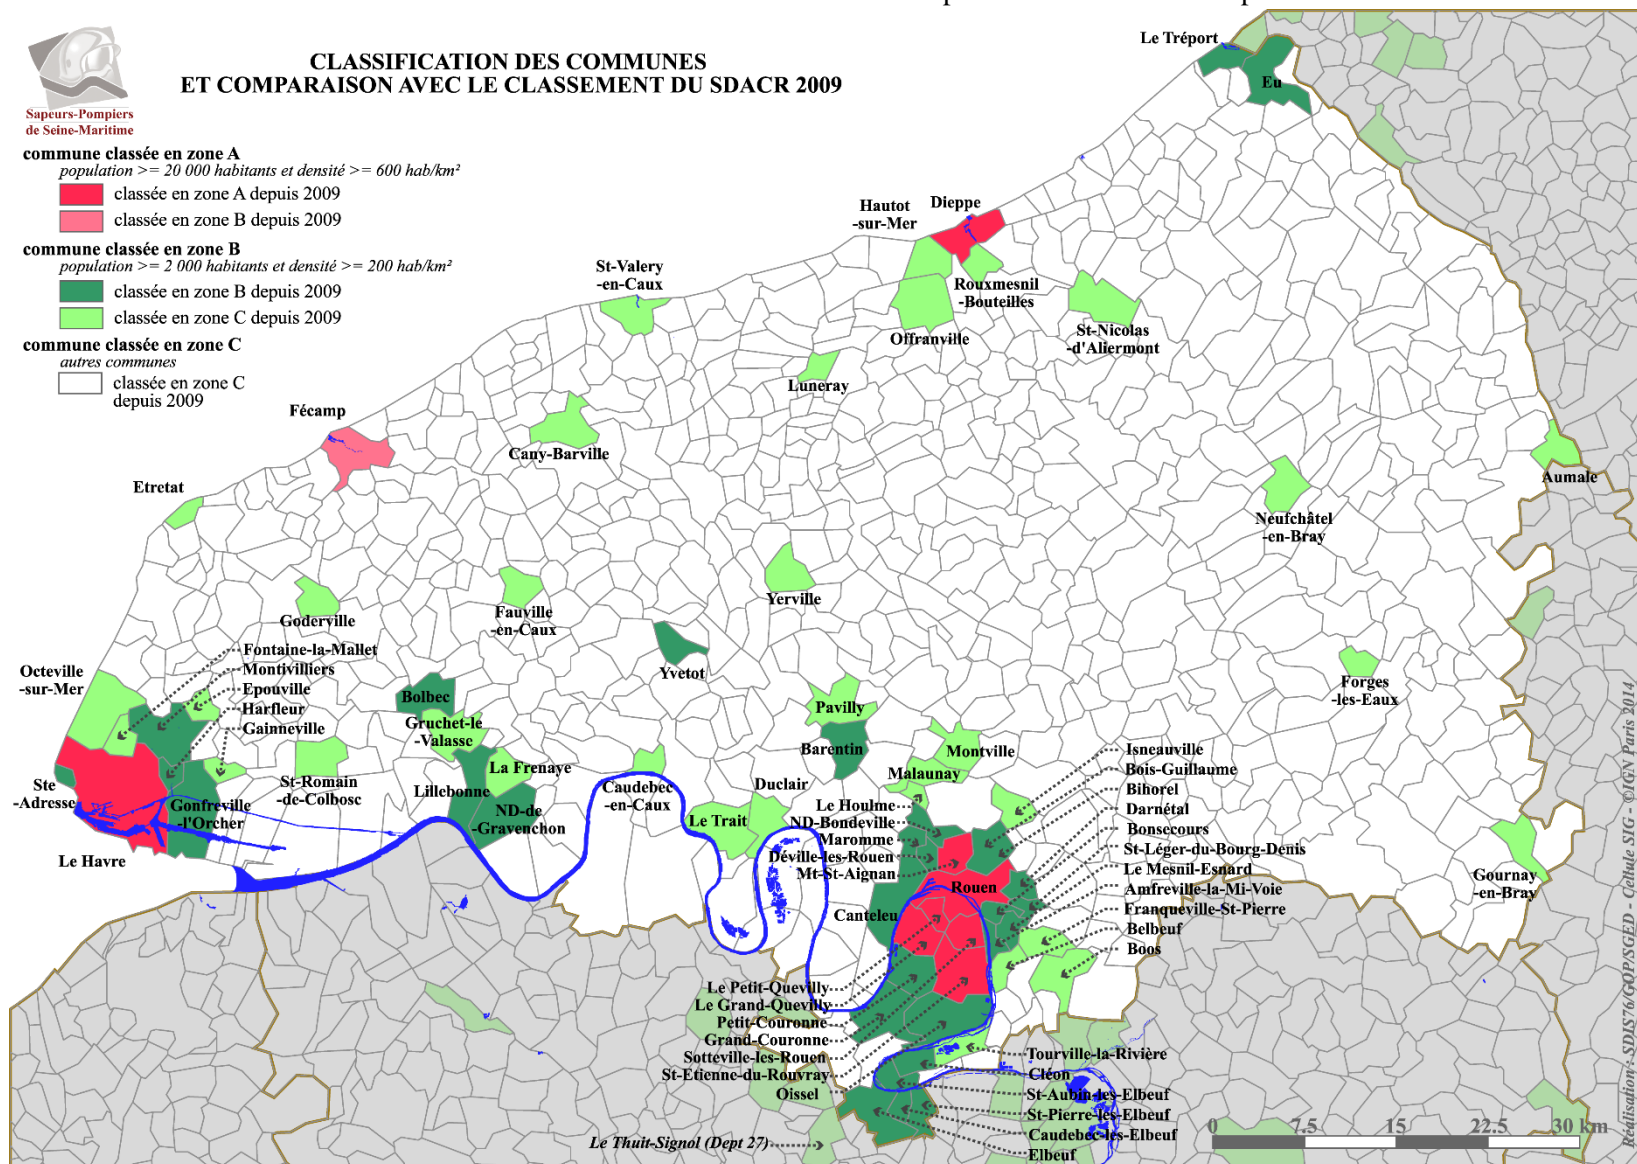 CLASSIFICATION DES COMMUNES
ET COMPARAISON AVEC LE CLASSEMENT DU SDACR 2009
Sapeurs-Pompiers
de Seine-Maritime
commune classée en zone A
population >= 20 000 habitants et densité >= 600 hab/km²
classée en zone A depuis 2009
classée en zone B depuis 2009
commune classée en zone B
population >= 2 000 habitants et densité >= 200 hab/km²
classée en zone B depuis 2009
classée en zone C depuis 2009
commune classée en zone C
autres communes
classée en zone C
depuis 2009
Le Tréport
Eu
Hautot
-sur-Mer
Dieppe
Rouxmesnil
-Bouteilles
St-Valery
-en-Caux
Offranville
St-Nicolas
-d'Aliermont
Luneray
Fécamp
Cany-Barville
Etretat
Aumale
Neufchâtel
-en-Bray
Yerville
Goderville
Fauville
-en-Caux
Yvetot
Forges
-les-Eaux
Octeville
-sur-Mer
Fontaine-la-Mallet
Montivilliers
Epouville
Harfleur
Gainneville
Bolbec
Gruchet-le
-Valasse
Pavilly
Barentin
Montville
Malaunay
La Frenaye
Lillebonne
ND-de
-Gravenchon
St-Romain
-de-Colbosc
Caudebec
-en-Caux
Duclair
Le Trait
Ste
-Adresse
Gonfreville
-l'Orcher
Le Havre
Le Houlme
ND-Bondeville
Maromme
Déville-les-Rouen
Mt-St-Aignan
Rouen
Canteleu
Isneauville
Bois-Guillaume
Bihorel
Darnétal
Bonsecours
St-Léger-du-Bourg-Denis
Le Mesnil-Esnard
Amfreville-la-Mi-Voie
Franqueville-St-Pierre
Belbeuf
Boos
Gournay
-en-Bray
Le Petit-Quevilly
Le Grand-Quevilly
Petit-Couronne
Grand-Couronne
Sotteville-les-Rouen
St-Etienne-du-Rouvray
Oissel
Tourville-la-Rivière
Cléon
St-Aubin-les-Elbeuf
St-Pierre-les-Elbeuf
Caudebec-les-Elbeuf
Elbeuf
Le Thuit-Signol (Dept 27)
0 7.5 15 22.5 30 km
Réalisation : SDIS76/GOP/SGED - Cellule SIG - ©IGN Paris 2014